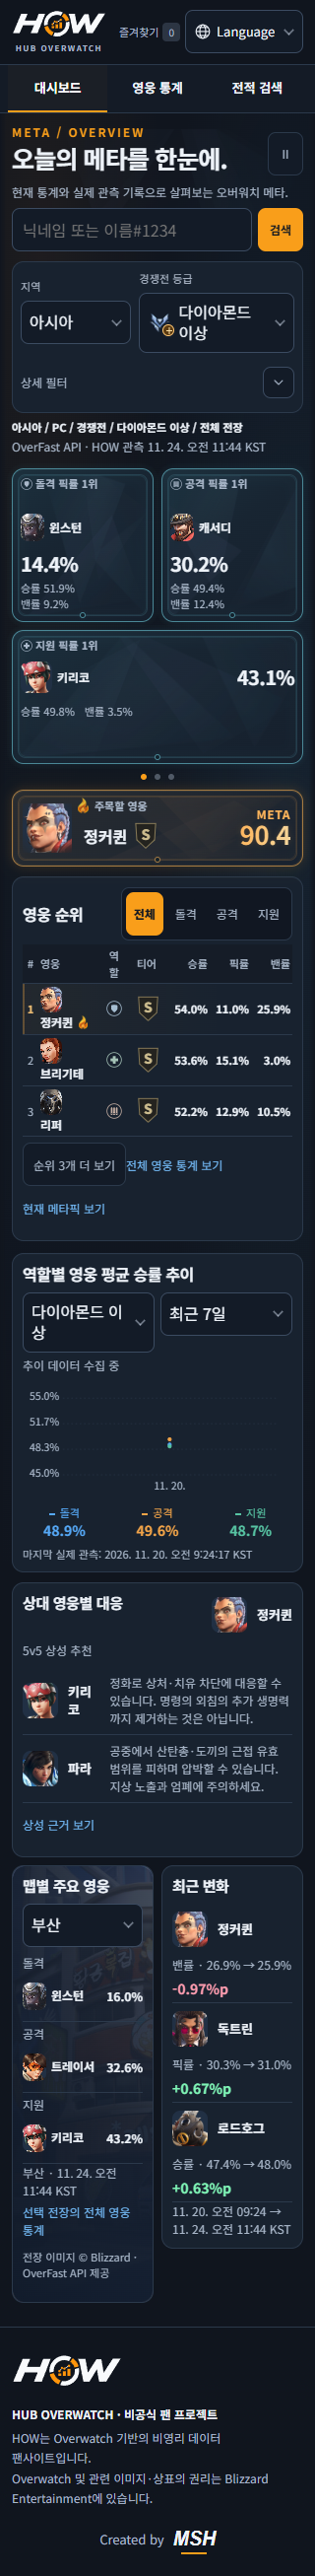 HOW
HUB OVERWATCH
즐겨찾기 0
Language
대시보드 영웅 통계 전적 검색
META / OVERVIEW
오늘의 메타를 한눈에.
현재 통계와 실제 관측 기록으로 살펴보는 오버워치 메타.
닉네임 또는 이름#1234 검색
지역
아시아
경쟁전 등급
다이아몬드
이상
상세 필터
아시아 / PC / 경쟁전 / 다이아몬드 이상 / 전체 전장
OverFast API · HOW 관측 11. 24. 오전 11:44 KST
돌격 픽률 1위
윈스턴
14.4%
승률 51.9%
밴률 9.2%
공격 픽률 1위
캐서디
30.2%
승률 49.4%
밴률 12.4%
지원 픽률 1위
키리코 43.1%
승률 49.8% 밴률 3.5%
🔥 주목할 영웅
정커퀸 S
META
90.4
영웅 순위
전체 돌격 공격 지원
# 영웅 역할 티어 승률 픽률 밴률
1 정커퀸 🔥 S 54.0% 11.0% 25.9%
2 브리기테 S 53.6% 15.1% 3.0%
3 리퍼 S 52.2% 12.9% 10.5%
순위 3개 더 보기 전체 영웅 통계 보기
현재 메타픽 보기
역할별 영웅 평균 승률 추이
다이아몬드 이
상
최근 7일
추이 데이터 수집 중
55.0%
51.7%
48.3%
45.0%
11. 20.
돌격 공격 지원
48.9% 49.6% 48.7%
마지막 실제 관측: 2026. 11. 20. 오전 9:24:17 KST
상대 영웅별 대응
정커퀸
5v5 상성 추천
키리
코
정화로 상처·치유 차단에 대응할 수
있습니다. 명령의 외침의 추가 생명력
까지 제거하는 것은 아닙니다.
파라
공중에서 산탄총·도끼의 근접 유효
범위를 피하며 압박할 수 있습니다.
지상 노출과 엄폐에 주의하세요.
상성 근거 보기
맵별 주요 영웅
부산
돌격
윈스턴 16.0%
공격
트레이서 32.6%
지원
키리코 43.2%
부산 · 11. 24. 오전
11:44 KST
선택 전장의 전체 영웅
통계
전장 이미지 © Blizzard ·
OverFast API 제공
최근 변화
정커퀸
밴률 · 26.9% → 25.9%
-0.97%p
독트린
픽률 · 30.3% → 31.0%
+0.67%p
로드호그
승률 · 47.4% → 48.0%
+0.63%p
11. 20. 오전 09:24 →
11. 24. 오전 11:44 KST
HOW
HUB OVERWATCH · 비공식 팬 프로젝트
HOW는 Overwatch 기반의 비영리 데이터
팬사이트입니다.
Overwatch 및 관련 이미지·상표의 권리는 Blizzard
Entertainment에 있습니다.
Created by MSH